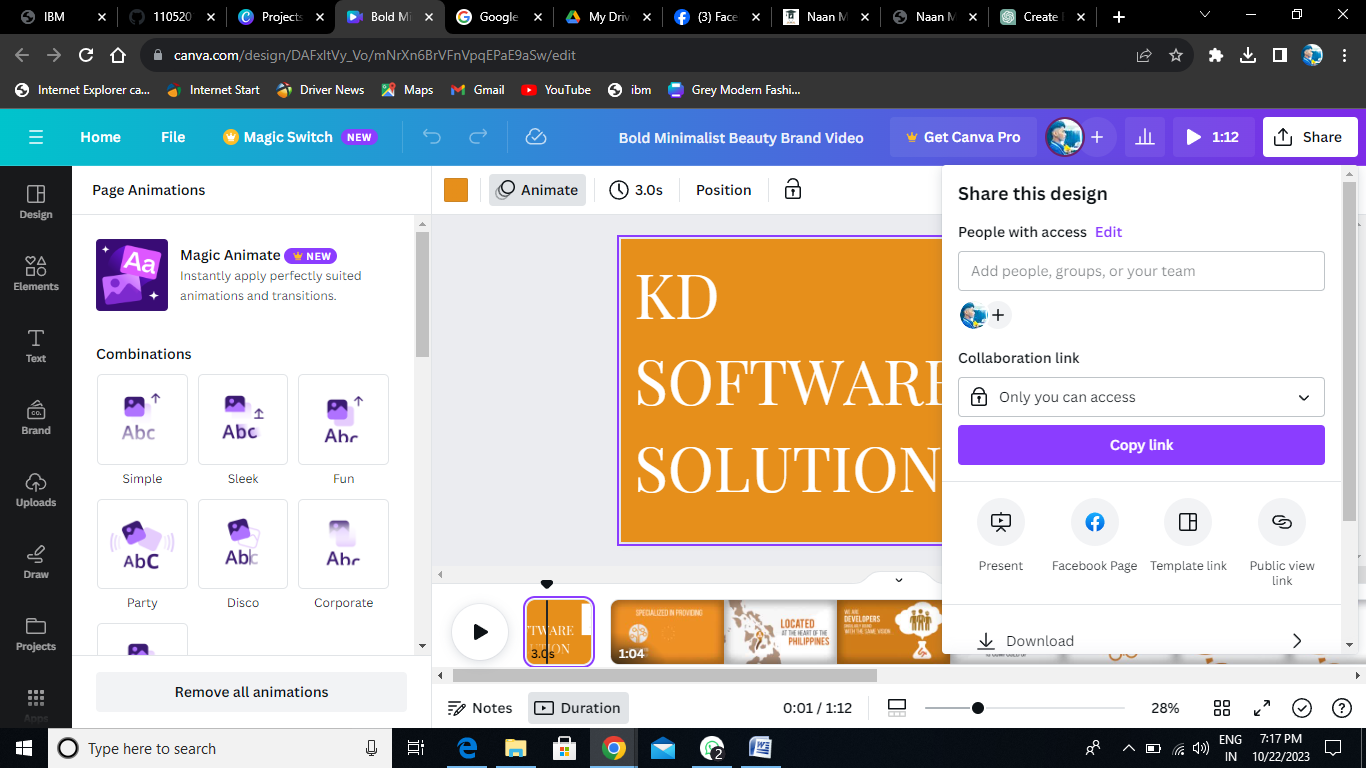 IBM
110520
Projects
Bold Mi
Google
My Driv
(3) Face
Naan M
Naan M
Create
canva.com/design/DAFxltVy_Vo/mNrXn6BrVFnVpqEPaE9aSw/edit
Internet Explorer ca...
Internet Start
Driver News
Maps
Gmail
YouTube
ibm
Grey Modern Fashi...
Home
File
Magic Switch NEW
Bold Minimalist Beauty Brand Video
Get Canva Pro
1:12
Share
Design
Elements
Text
Brand
Uploads
Draw
Projects
Apps
Page Animations
Magic Animate NEW
Instantly apply perfectly suited
animations and transitions.
Combinations
Simple
Sleek
Fun
Party
Disco
Corporate
Remove all animations
Animate
3.0s
Position
KD
SOFTWARE
SOLUTION
Share this design
People with access Edit
Add people, groups, or your team
Collaboration link
Only you can access
Copy link
Present
Facebook Page
Template link
Public view
link
Download
3.0s
SPECIALIZED IN PROVIDING
1:04
LOCATED
AT THE HEART OF THE
PHILIPPINES
WE ARE
DEVELOPERS
WITH THE SAME VISION
Notes
Duration
0:01 / 1:12
28%
Type here to search
2
ENG
IN
7:17 PM
10/22/2023